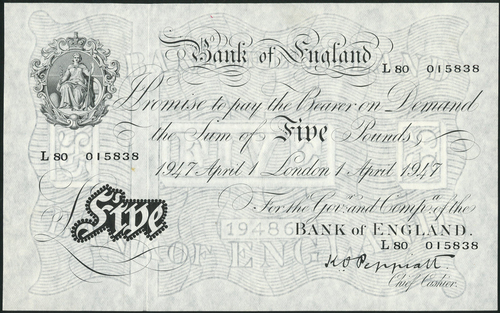 Bank of England
L 80 015838
I Promise to pay the Bearer on Demand
the Sum of Five Pounds
L 80 015838
1947 April 1 London 1 April 1947
For the Govr. and Compa. of the
BANK OF ENGLAND.
L 80 015838
£ Five
K O Peppiatt.
Chief Cashier.